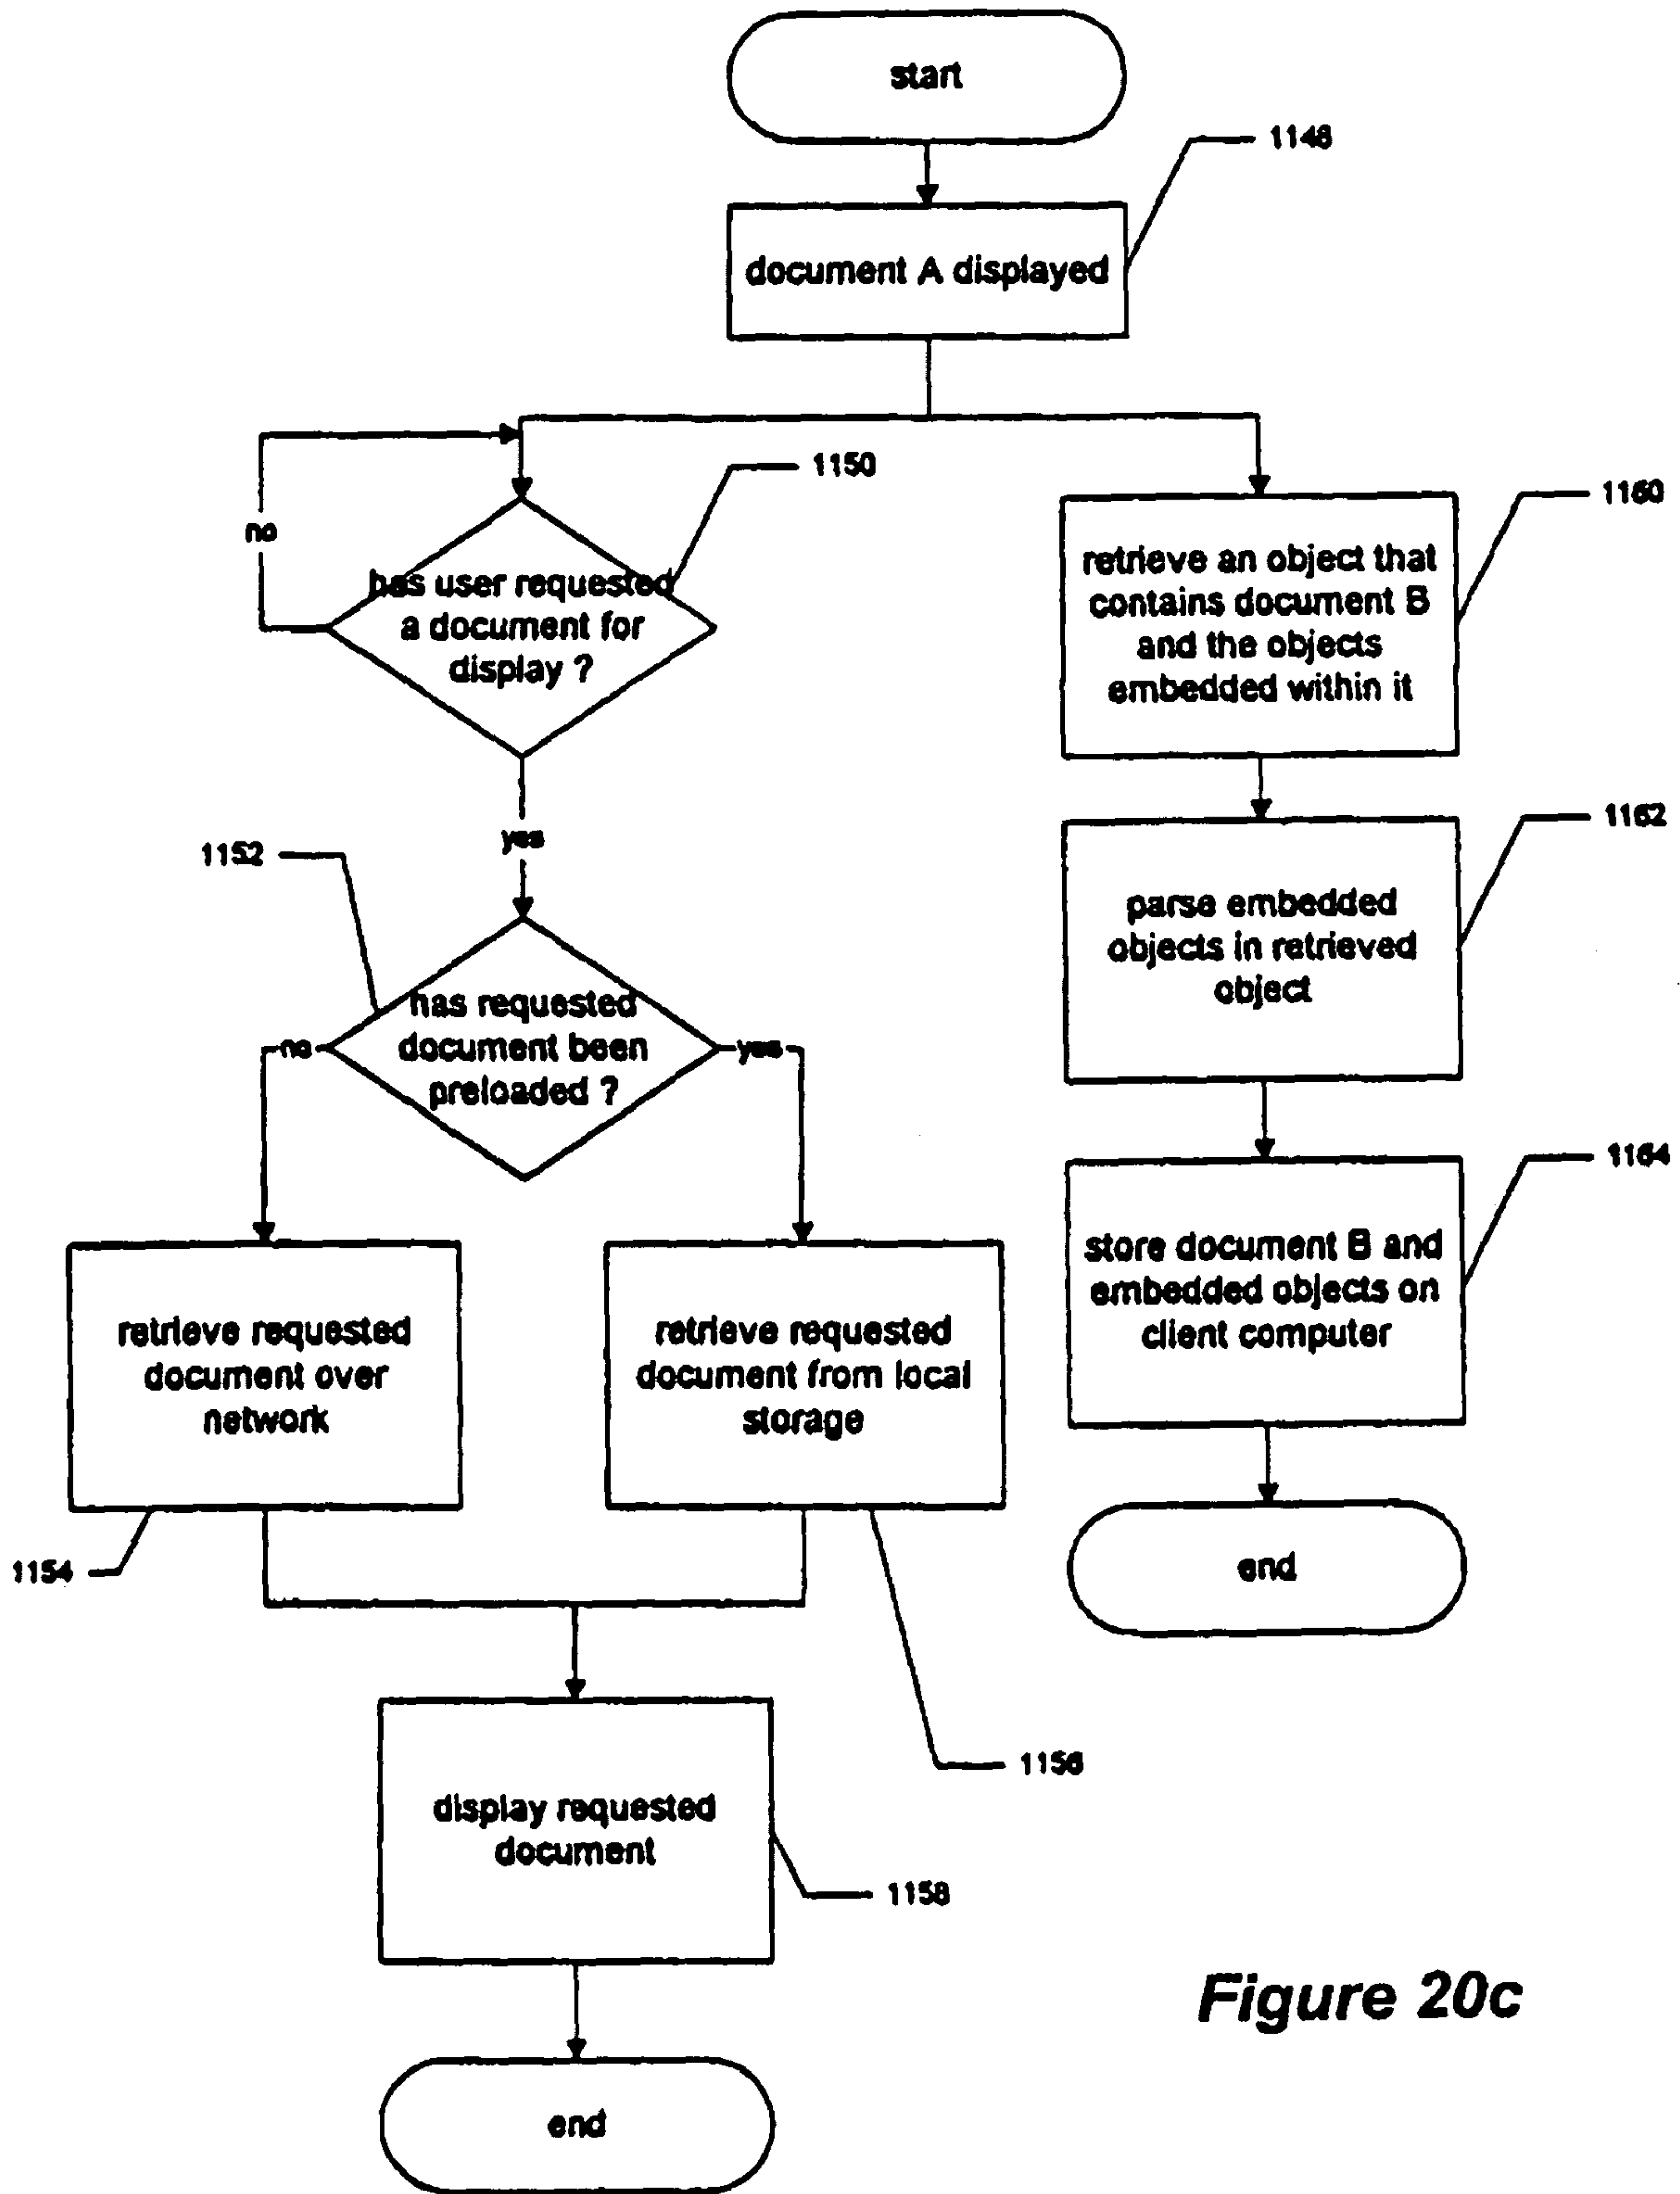 start
1148
document A displayed
1150
no
has user requested
a document for
display ?
1160
retrieve an object that
contains document B
and the objects
embedded within it
yes
1152
1162
parse embedded
objects in retrieved
object
has requested
document been
preloaded ?
no
yes
1164
store document B and
embedded objects on
client computer
retrieve requested
document over
network
retrieve requested
document from local
storage
1154
end
1156
display requested
document
1158
Figure 20c
end